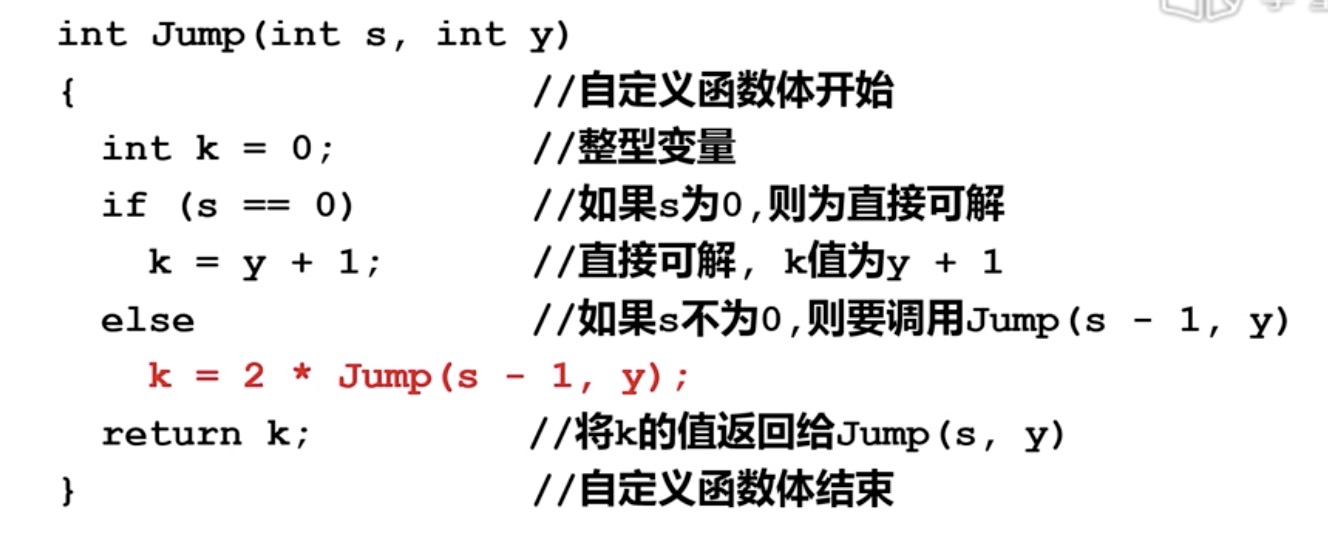 int Jump(int s, int y)
{ //自定义函数体开始
int k = 0; //整型变量
if (s == 0) //如果s为0,则为直接可解
k = y + 1; //直接可解, k值为y + 1
else //如果s不为0,则要调用Jump(s - 1, y)
k = 2 * Jump(s - 1, y);
return k; //将k的值返回给Jump(s, y)
} //自定义函数体结束